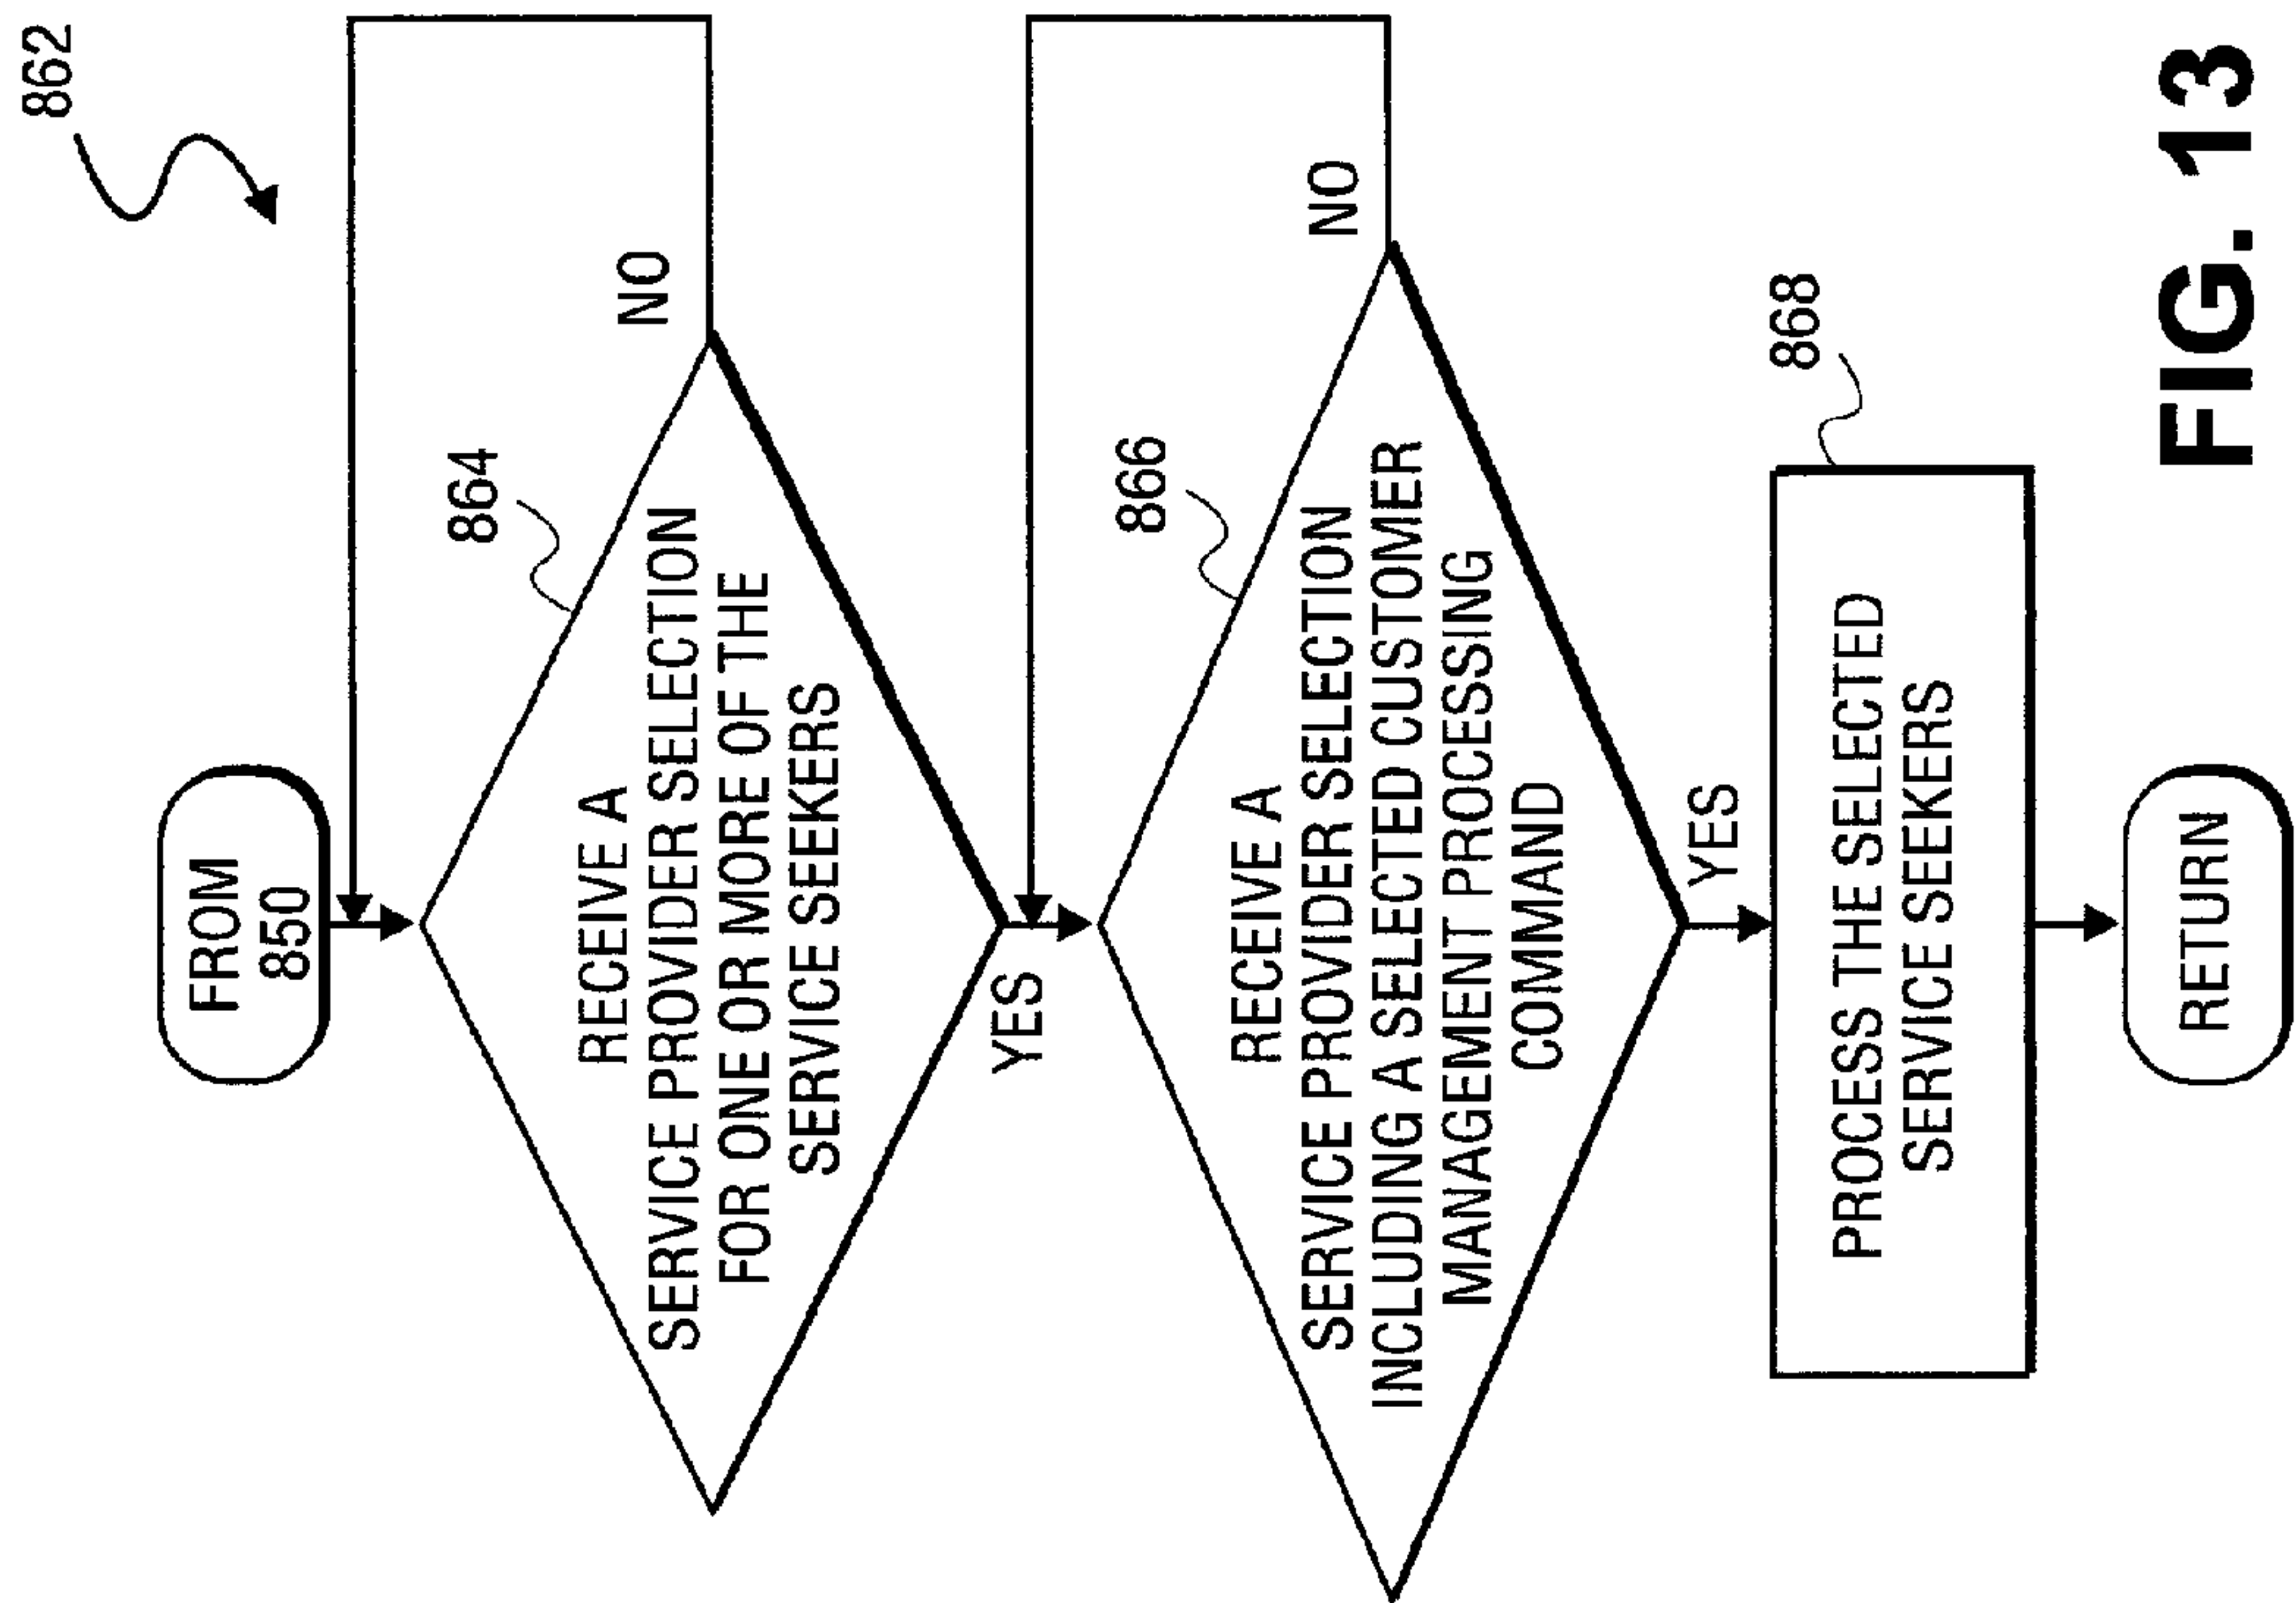 862
FROM
850
864
RECEIVE A
SERVICE PROVIDER SELECTION
FOR ONE OR MORE OF THE
SERVICE SEEKERS
NO
YES
866
RECEIVE A
SERVICE PROVIDER SELECTION
INCLUDING A SELECTED CUSTOMER
MANAGEMENT PROCESSING
COMMAND
NO
YES
868
PROCESS THE SELECTED
SERVICE SEEKERS
RETURN
FIG. 13